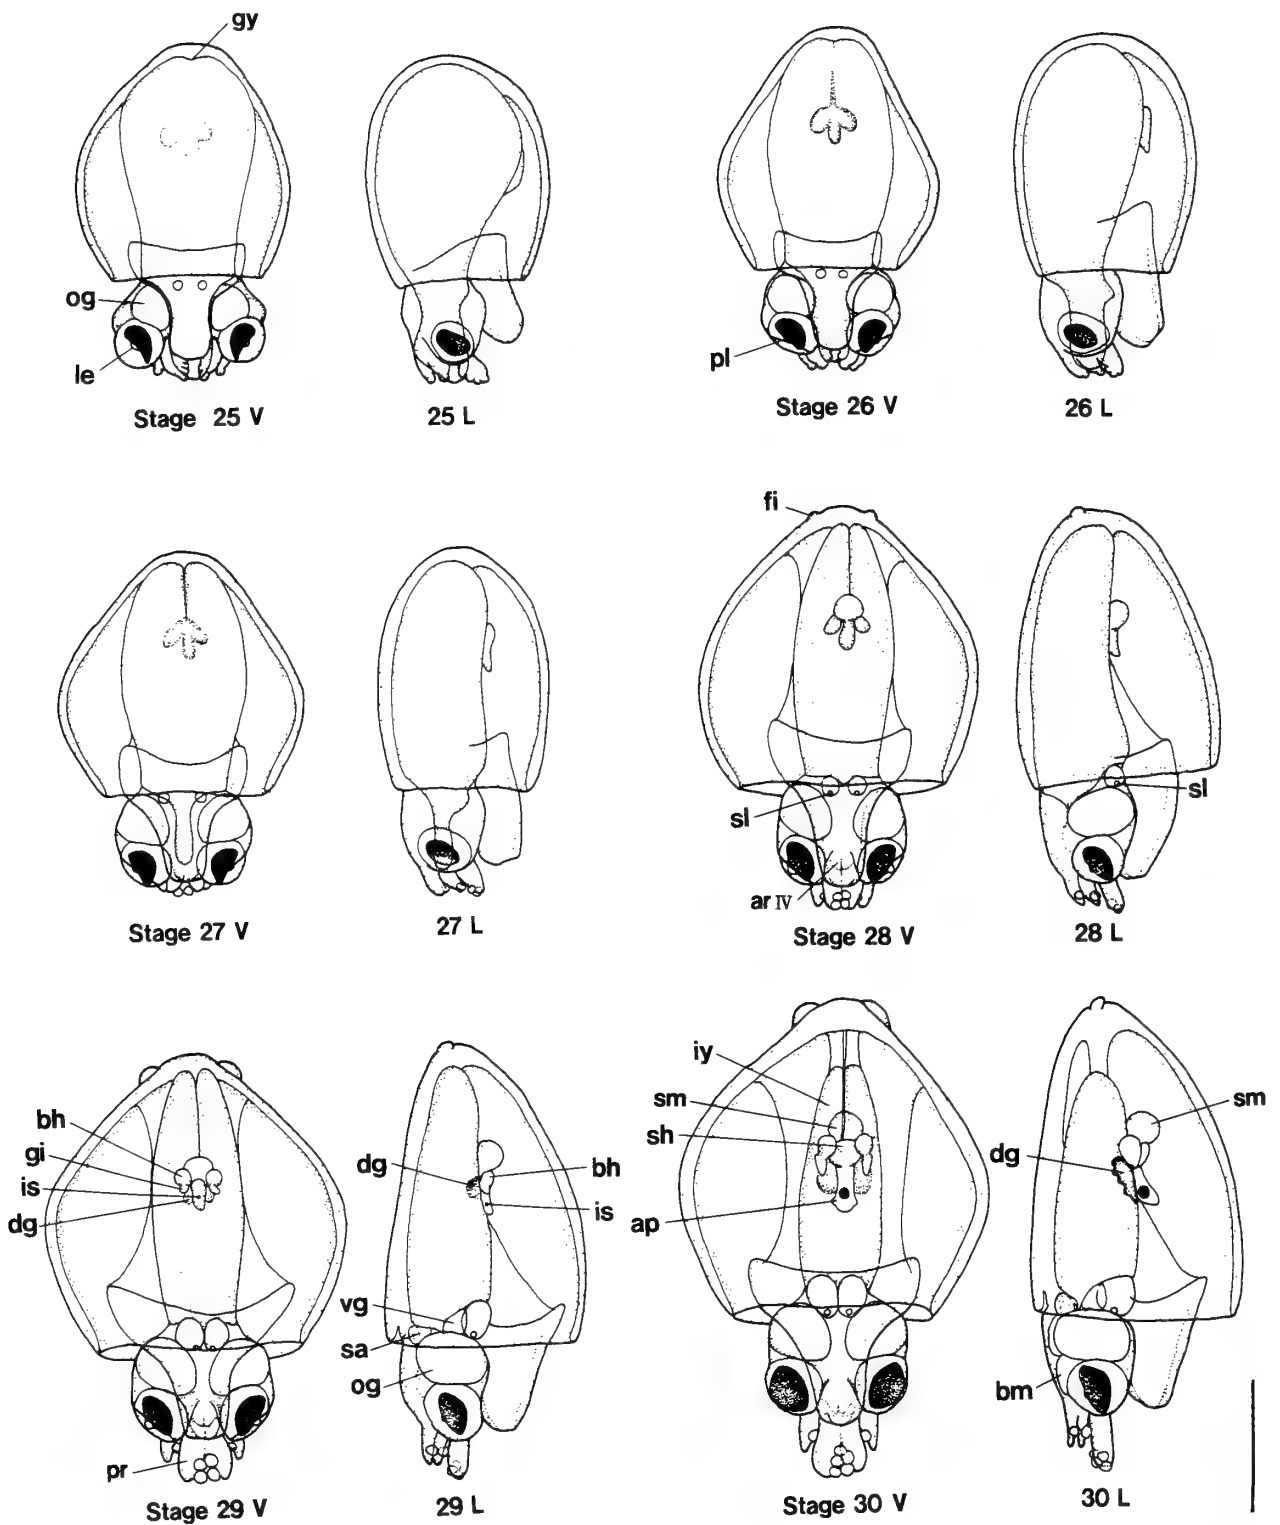 gy
og
le
pl
Stage 25 V
25 L
Stage 26 V
26 L
fi
sl
sl
ar IV
Stage 27 V
27 L
Stage 28 V
28 L
bh
gi
is
dg
dg
bh
is
vg
sa
og
pr
iy
sm
sh
ap
sm
dg
bm
Stage 29 V
29 L
Stage 30 V
30 L